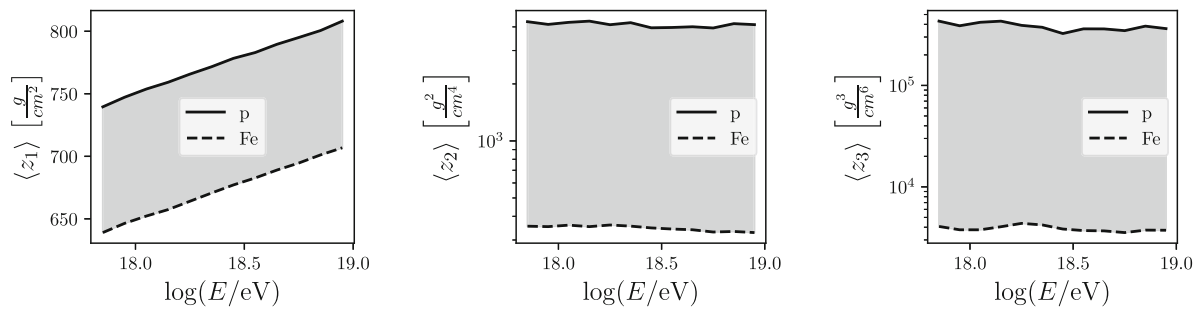 800
750
700
650
⟨z₁⟩ [g/cm²]
p
Fe
18.0 18.5 19.0
log(E/eV)
10³
⟨z₂⟩ [g²/cm⁴]
p
Fe
18.0 18.5 19.0
log(E/eV)
10⁵
10⁴
⟨z₃⟩ [g³/cm⁶]
p
Fe
18.0 18.5 19.0
log(E/eV)